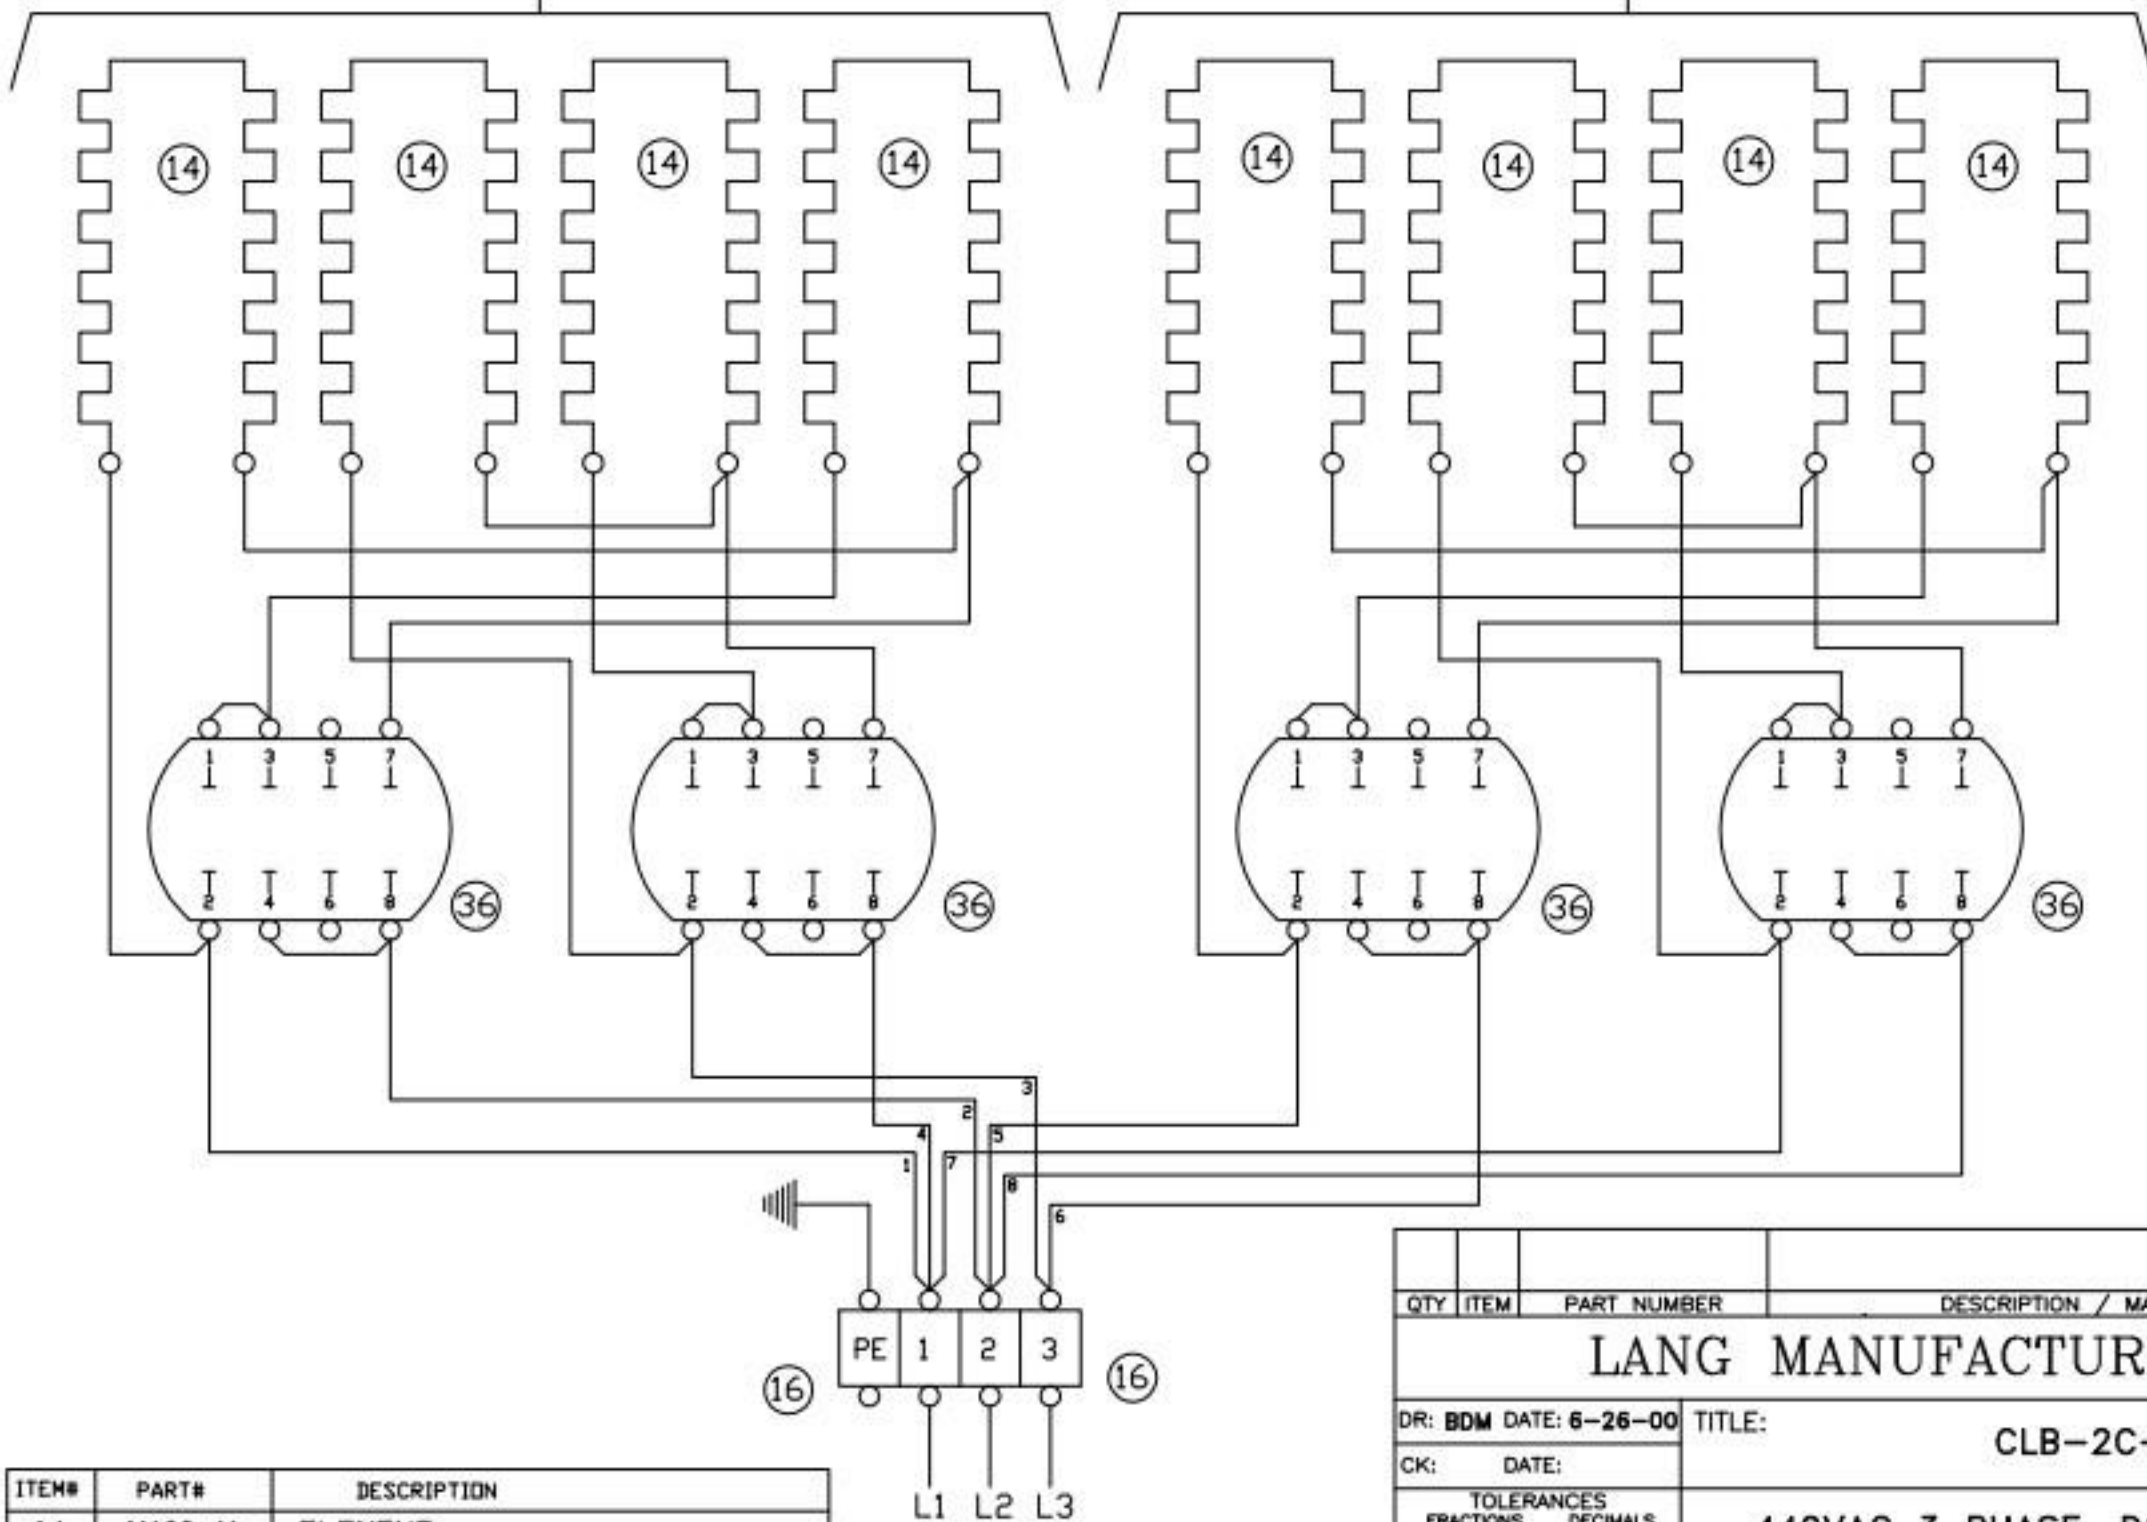 14 14 14 14 14 14 14 14
1 3 5 7 1 3 5 7 1 3 5 7 1 3 5 7
2 4 6 8 2 4 6 8 2 4 6 8 2 4 6 8
36 36 36 36
3
2
4 5
1 7
8
6
PE 1 2 3
16 16
L1 L2 L3
ITEM# PART# DESCRIPTION
QTY ITEM PART NUMBER DESCRIPTION / MA
LANG MANUFACTUR
DR: BDM DATE: 6-26-00 TITLE:
CLB-2C-
CK: DATE:
TOLERANCES
FRACTIONS DECIMALS